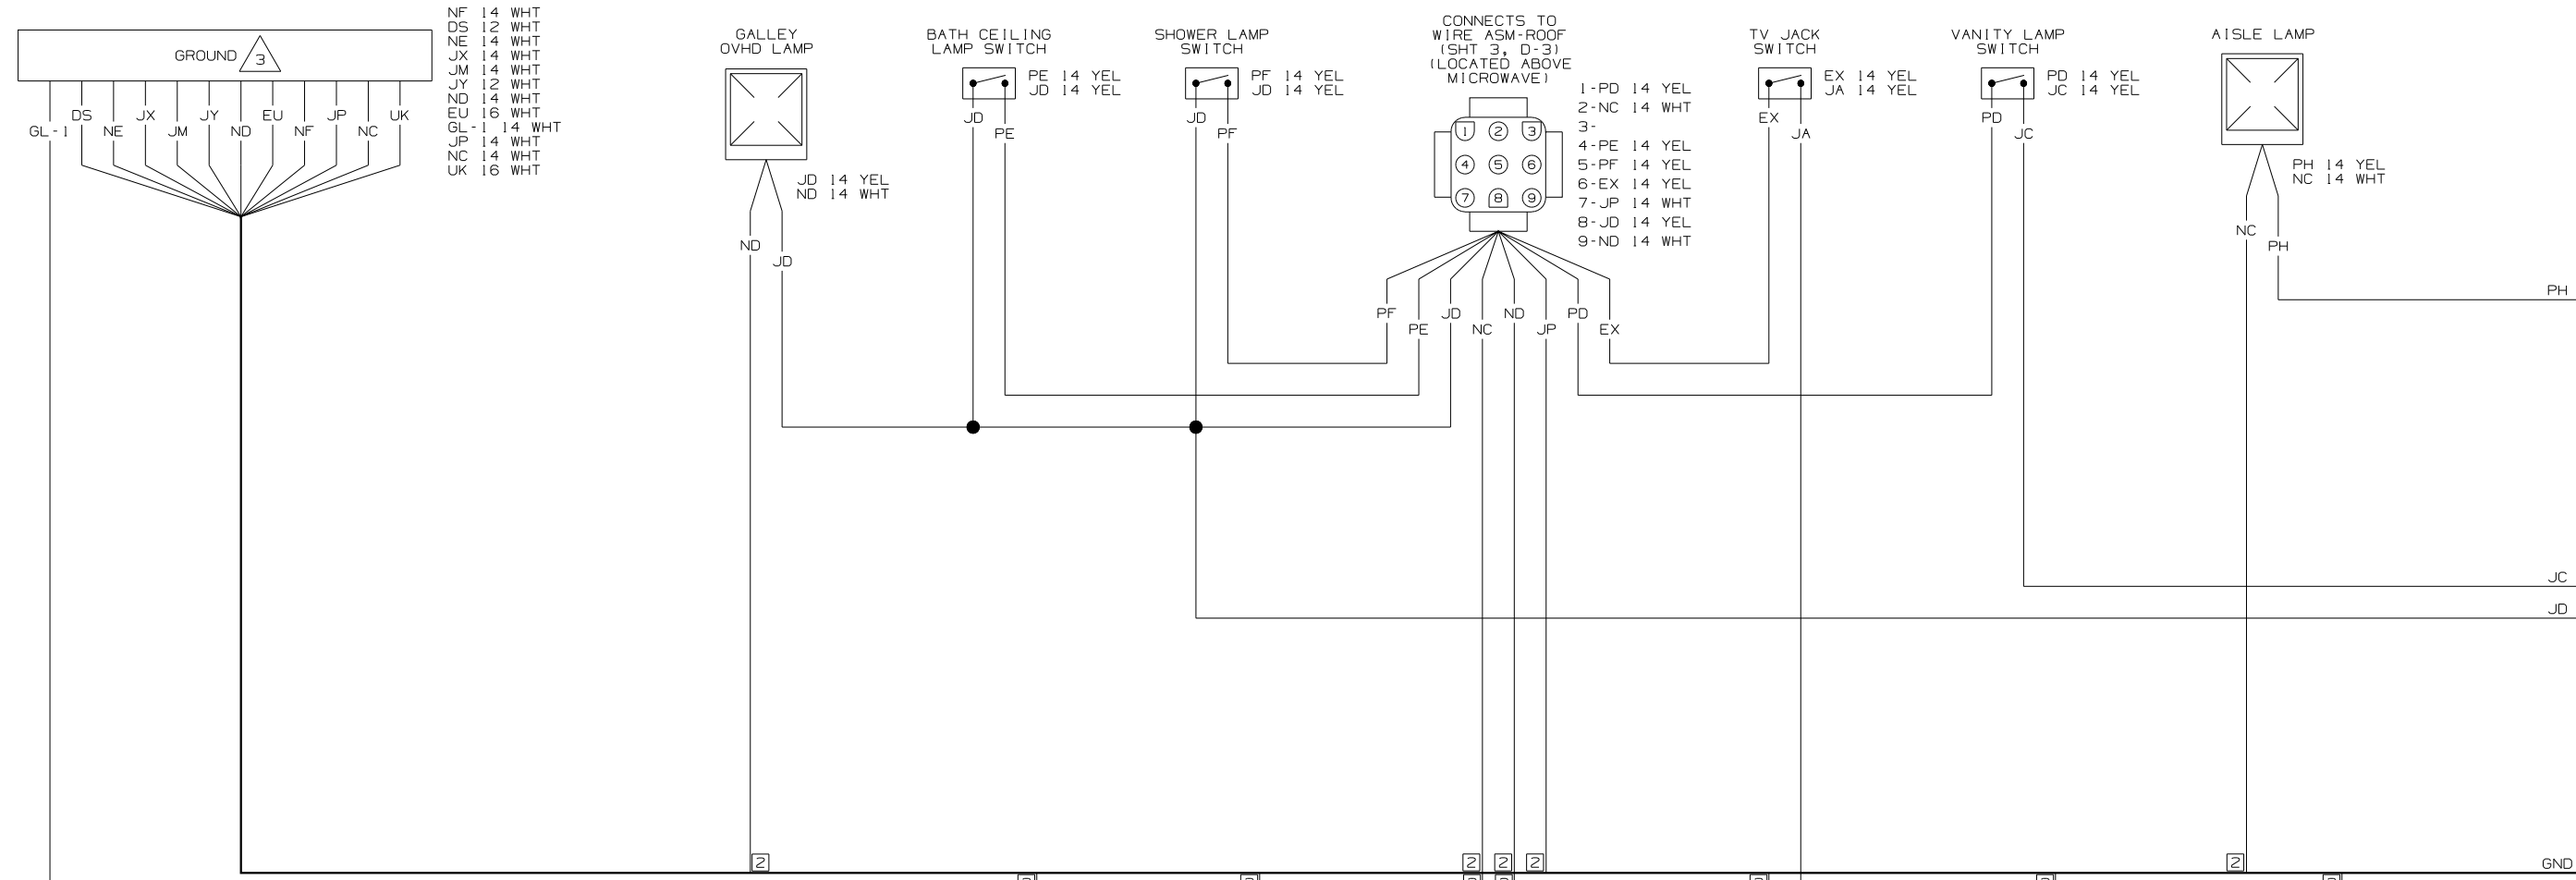 NF 14 WHT
DS 12 WHT
NE 14 WHT
JX 14 WHT
JM 14 WHT
JY 12 WHT
ND 14 WHT
EU 16 WHT
GL-1 14 WHT
JP 14 WHT
NC 14 WHT
UK 16 WHT
GROUND 3
GL-1
DS
NE
JX
JM
JY
ND
EU
NF
JP
NC
UK
GALLEY
OVHD LAMP
JD 14 YEL
ND 14 WHT
ND
JD
BATH CEILING
LAMP SWITCH
PE 14 YEL
JD 14 YEL
JD
PE
SHOWER LAMP
SWITCH
PF 14 YEL
JD 14 YEL
JD
PF
CONNECTS TO
WIRE ASM-ROOF
(SHT 3, D-3)
(LOCATED ABOVE
MICROWAVE)
1 2 3
4 5 6
7 8 9
1-PD 14 YEL
2-NC 14 WHT
3-
4-PE 14 YEL
5-PF 14 YEL
6-EX 14 YEL
7-JP 14 WHT
8-JD 14 YEL
9-ND 14 WHT
PF
PE
JD
NC
ND
JP
PD
EX
TV JACK
SWITCH
EX 14 YEL
JA 14 YEL
EX
JA
VANITY LAMP
SWITCH
PD 14 YEL
JC 14 YEL
PD
JC
AISLE LAMP
PH 14 YEL
NC 14 WHT
NC
PH
PH
JC
JD
2
2
2
2
2
GND